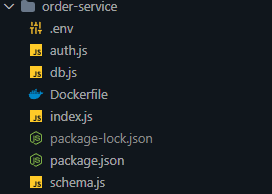 order-service
.env
auth.js
db.js
Dockerfile
index.js
package-lock.json
package.json
schema.js